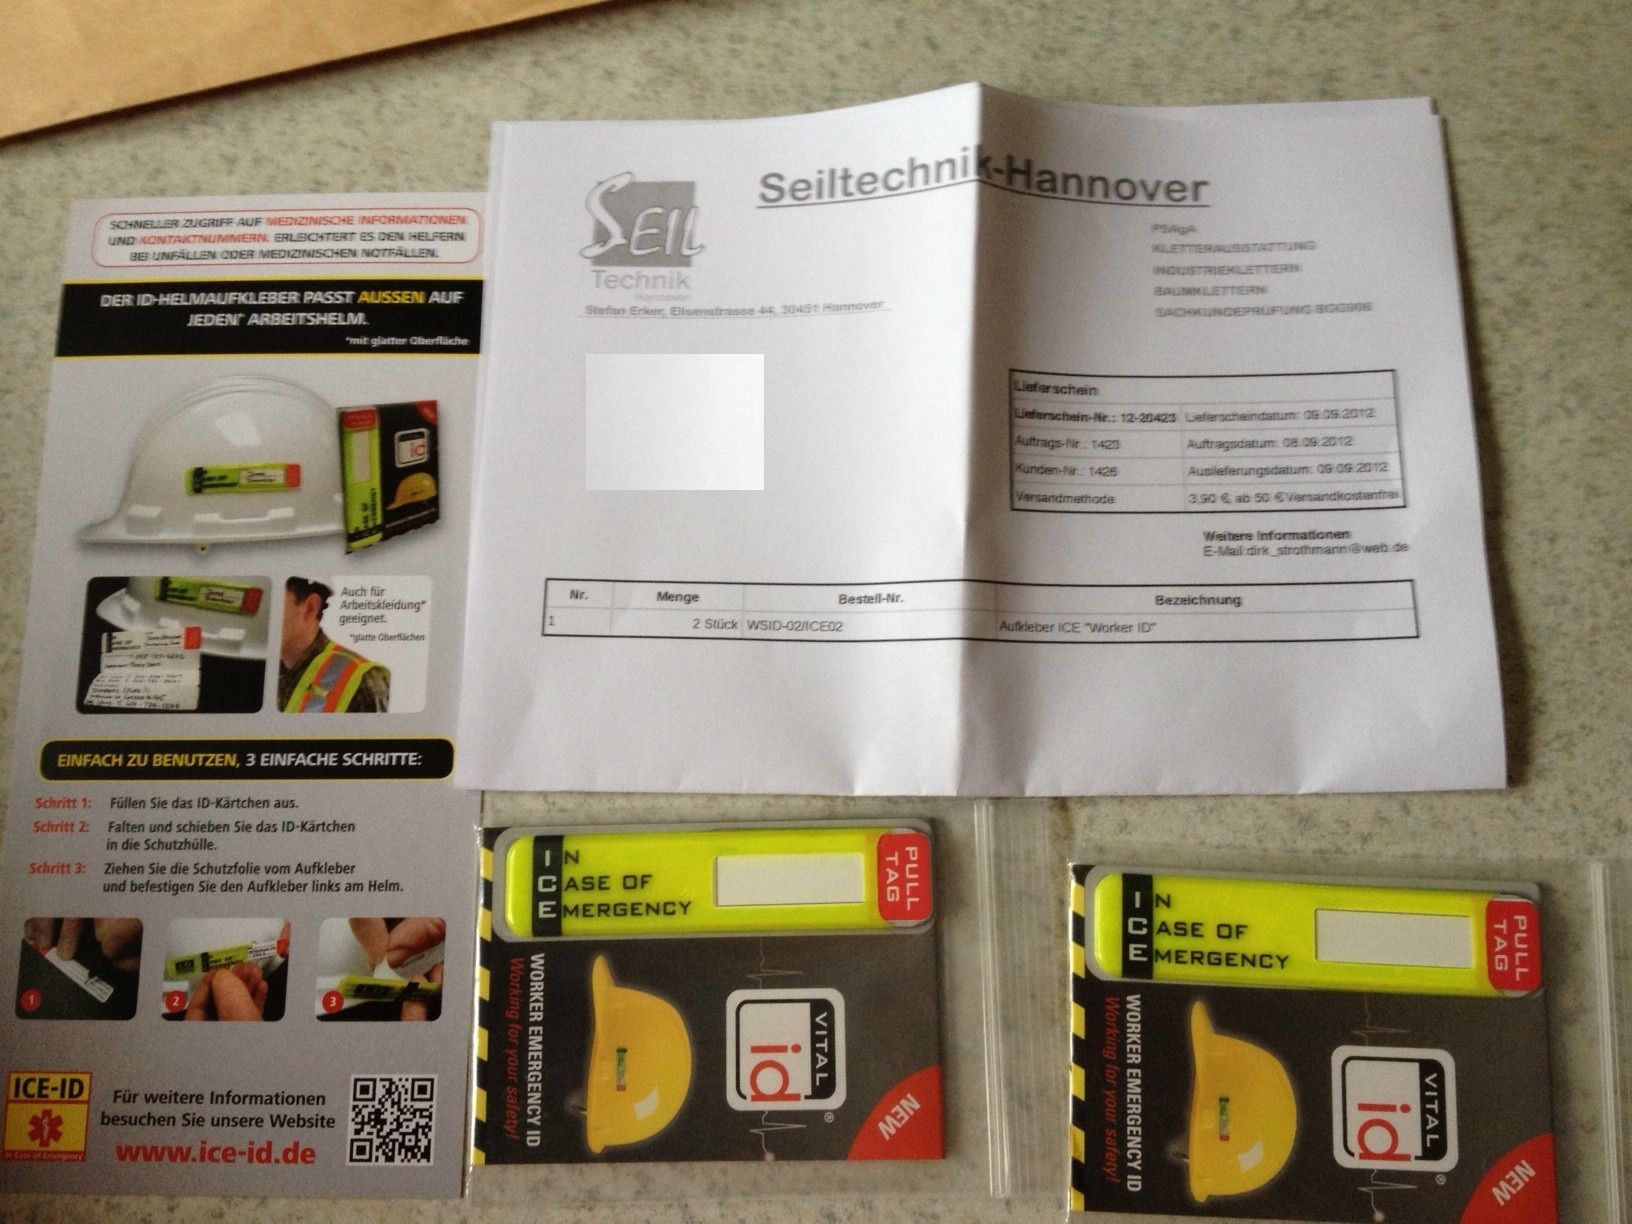 SCHNELLER ZUGRIFF AUF MEDIZINISCHE INFORMATIONEN
UND KONTAKTNUMMERN. ERLEICHTERT ES DEN HELFERN
BEI UNFÄLLEN ODER MEDIZINISCHEN NOTFÄLLEN.
DER ID-HELMAUFKLEBER PASST AUSSEN AUF
JEDEN* ARBEITSHELM.
*mit glatter Oberfläche
Auch für
Arbeitskleidung*
geeignet.
*glatte Oberflächen
EINFACH ZU BENUTZEN, 3 EINFACHE SCHRITTE:
Schritt 1: Füllen Sie das ID-Kärtchen aus.
Schritt 2: Falten und schieben Sie das ID-Kärtchen
in die Schutzhülle.
Schritt 3: Ziehen Sie die Schutzfolie vom Aufkleber
und befestigen Sie den Aufkleber links am Helm.
1
2
3
ICE-ID
In Case of Emergency
Für weitere Informationen
besuchen Sie unsere Website
www.ice-id.de
SEIL
Technik
Hannover
Seiltechnik-Hannover
PSAgA
KLETTERAUSSTATTUNG
INDUSTRIEKLETTERN
BAUMKLETTERN
SACHKUNDEPRÜFUNG BGG906
Stefan Erker, Elisenstrasse 44, 30451 Hannover
Lieferschein
Lieferschein-Nr.: 12-20423 Lieferscheindatum: 09.09.2012
Auftrags-Nr.: 1423 Auftragsdatum: 08.09.2012
Kunden-Nr.: 1426 Auslieferungsdatum: 09.09.2012
Versandmethode 3,90 €, ab 50 € Versandkostenfrei
Weitere Informationen
E-Mail:dirk_strothmann@web.de
Nr. Menge Bestell-Nr. Bezeichnung
1 2 Stück WSID-02/ICE02 Aufkleber ICE "Worker ID"
IN
CASE OF
EMERGENCY
PULL
TAG
WORKER EMERGENCY ID
Working for your safety!
VITAL
id
®
NEW
IN
CASE OF
EMERGENCY
PULL
TAG
WORKER EMERGENCY ID
Working for your safety!
VITAL
id
®
NEW